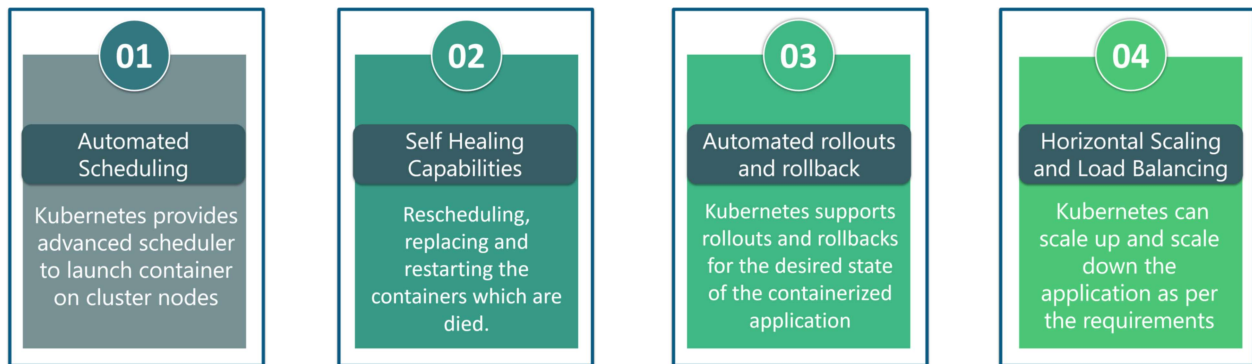 01
Automated
Scheduling
Kubernetes provides
advanced scheduler
to launch container
on cluster nodes
02
Self Healing
Capabilities
Rescheduling,
replacing and
restarting the
containers which are
died.
03
Automated rollouts
and rollback
Kubernetes supports
rollouts and rollbacks
for the desired state
of the containerized
application
04
Horizontal Scaling
and Load Balancing
Kubernetes can
scale up and scale
down the
application as per
the requirements